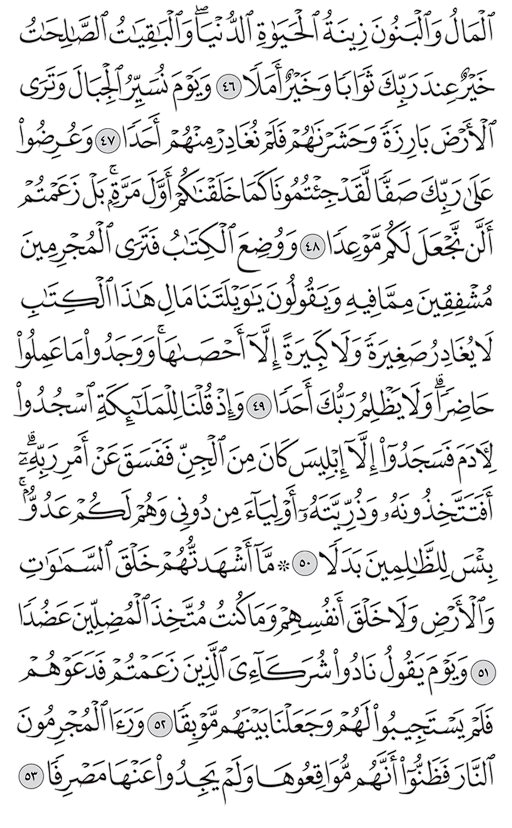 ٱلۡمَالُ وَٱلۡبَنُونَ زِينَةُ ٱلۡحَيَوٰةِ ٱلدُّنۡيَاۖ وَٱلۡبَٰقِيَٰتُ ٱلصَّٰلِحَٰتُ
خَيۡرٌ عِندَ رَبِّكَ ثَوَابٗا وَخَيۡرٌ أَمَلٗا ٤٦ وَيَوۡمَ نُسَيِّرُ ٱلۡجِبَالَ وَتَرَى
ٱلۡأَرۡضَ بَارِزَةٗ وَحَشَرۡنَٰهُمۡ فَلَمۡ نُغَادِرۡ مِنۡهُمۡ أَحَدٗا ٤٧ وَعُرِضُواْ
عَلَىٰ رَبِّكَ صَفّٗا لَّقَدۡ جِئۡتُمُونَا كَمَا خَلَقۡنَٰكُمۡ أَوَّلَ مَرَّةِۭۚ بَلۡ زَعَمۡتُمۡ
أَلَّن نَّجۡعَلَ لَكُم مَّوۡعِدٗا ٤٨ وَوُضِعَ ٱلۡكِتَٰبُ فَتَرَى ٱلۡمُجۡرِمِينَ
مُشۡفِقِينَ مِمَّا فِيهِ وَيَقُولُونَ يَٰوَيۡلَتَنَا مَالِ هَٰذَا ٱلۡكِتَٰبِ
لَا يُغَادِرُ صَغِيرَةٗ وَلَا كَبِيرَةً إِلَّآ أَحۡصَىٰهَاۚ وَوَجَدُواْ مَا عَمِلُواْ
حَاضِرٗاۗ وَلَا يَظۡلِمُ رَبُّكَ أَحَدٗا ٤٩ وَإِذۡ قُلۡنَا لِلۡمَلَٰٓئِكَةِ ٱسۡجُدُواْ
لِأٓدَمَ فَسَجَدُوٓاْ إِلَّآ إِبۡلِيسَ كَانَ مِنَ ٱلۡجِنِّ فَفَسَقَ عَنۡ أَمۡرِ رَبِّهِۦٓۗ
أَفَتَتَّخِذُونَهُۥ وَذُرِّيَّتَهُۥٓ أَوۡلِيَآءَ مِن دُونِي وَهُمۡ لَكُمۡ عَدُوُّۢۚ
بِئۡسَ لِلظَّٰلِمِينَ بَدَلٗا ٥٠ ۞ مَّآ أَشۡهَدتُّهُمۡ خَلۡقَ ٱلسَّمَٰوَٰتِ
وَٱلۡأَرۡضِ وَلَا خَلۡقَ أَنفُسِهِمۡ وَمَا كُنتُ مُتَّخِذَ ٱلۡمُضِلِّينَ عَضُدٗا
٥١ وَيَوۡمَ يَقُولُ نَادُواْ شُرَكَآءِيَ ٱلَّذِينَ زَعَمۡتُمۡ فَدَعَوۡهُمۡ
فَلَمۡ يَسۡتَجِيبُواْ لَهُمۡ وَجَعَلۡنَا بَيۡنَهُم مَّوۡبِقٗا ٥٢ وَرَءَا ٱلۡمُجۡرِمُونَ
ٱلنَّارَ فَظَنُّوٓاْ أَنَّهُم مُّوَاقِعُوهَا وَلَمۡ يَجِدُواْ عَنۡهَا مَصۡرِفٗا ٥٣